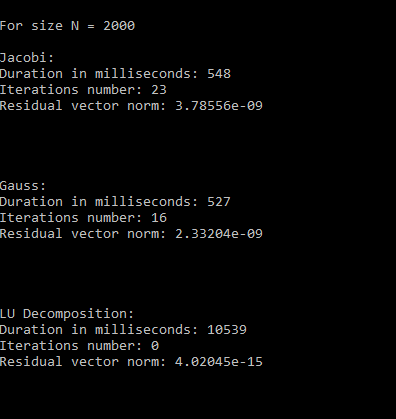 For size N = 2000
Jacobi:
Duration in milliseconds: 548
Iterations number: 23
Residual vector norm: 3.78556e-09
Gauss:
Duration in milliseconds: 527
Iterations number: 16
Residual vector norm: 2.33204e-09
LU Decomposition:
Duration in milliseconds: 10539
Iterations number: 0
Residual vector norm: 4.02045e-15